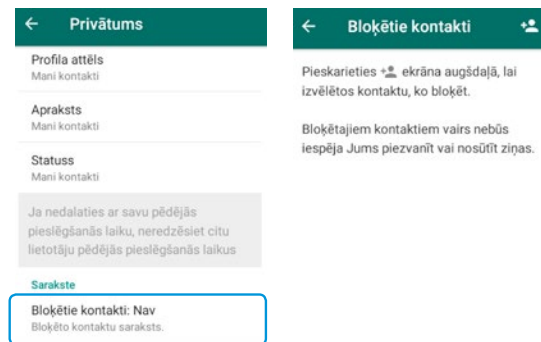 Privātums
Profila attēls
Mani kontakti
Apraksts
Mani kontakti
Statuss
Mani kontakti
Ja nedalaties ar savu pēdējās
pieslēgšanās laiku, neredzēsiet citu
lietotāju pēdējās pieslēgšanās laikus
Sarakste
Bloķētie kontakti: Nav
Bloķēto kontaktu saraksts.
Bloķētie kontakti
Pieskarieties ekrāna augšdaļā, lai
izvēlētos kontaktu, ko bloķēt.
Bloķētajiem kontaktiem vairs nebūs
iespēja Jums piezvanīt vai nosūtīt ziņas.